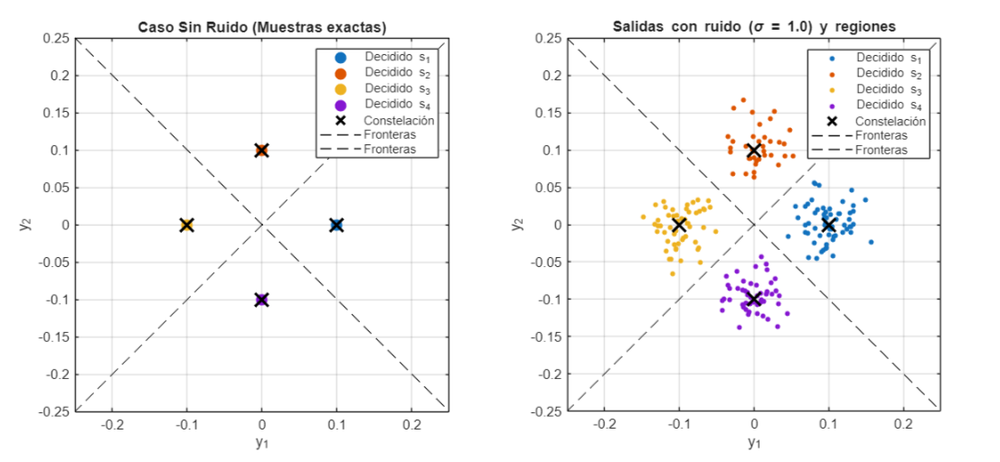 Caso Sin Ruido (Muestras exactas)
0.25
0.2
0.15
0.1
0.05
0
-0.05
-0.1
-0.15
-0.2
-0.25
y₂
-0.2
-0.1
0
0.1
0.2
y₁
Decidido s₁
Decidido s₂
Decidido s₃
Decidido s₄
Constelación
Fronteras
Fronteras
Salidas con ruido (σ = 1.0) y regiones
0.25
0.2
0.15
0.1
0.05
0
-0.05
-0.1
-0.15
-0.2
-0.25
y₂
-0.2
-0.1
0
0.1
0.2
y₁
Decidido s₁
Decidido s₂
Decidido s₃
Decidido s₄
Constelación
Fronteras
Fronteras